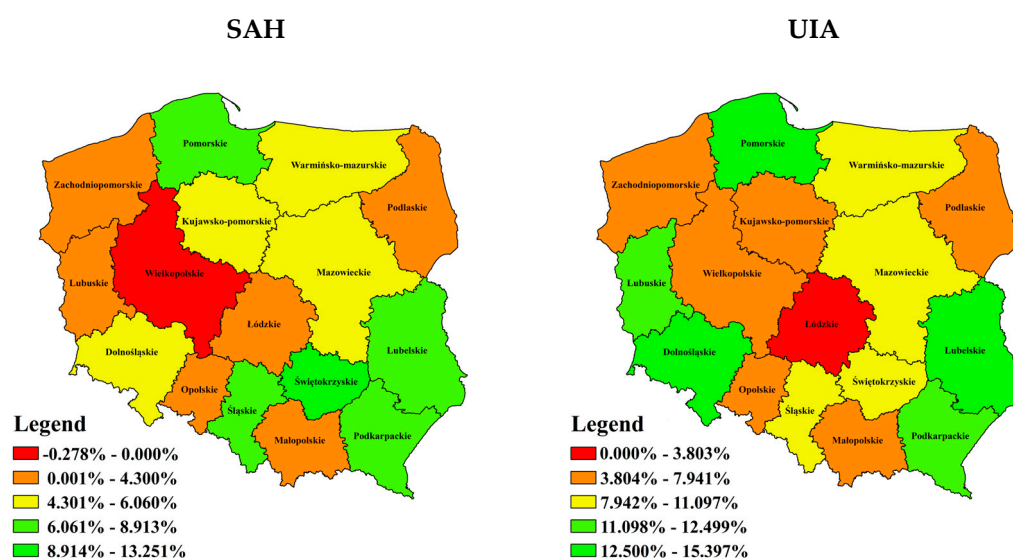 SAH
Pomorskie
Warmińsko-mazurskie
Zachodniopomorskie
Podlaskie
Kujawsko-pomorskie
Wielkopolskie
Mazowieckie
Lubuskie
Łódzkie
Dolnośląskie
Lubelskie
Opolskie
Świętokrzyskie
Śląskie
Małopolskie
Podkarpackie
Legend
-0.278% - 0.000%
0.001% - 4.300%
4.301% - 6.060%
6.061% - 8.913%
8.914% - 13.251%
UIA
Pomorskie
Warmińsko-mazurskie
Zachodniopomorskie
Podlaskie
Kujawsko-pomorskie
Wielkopolskie
Mazowieckie
Lubuskie
Łódzkie
Dolnośląskie
Lubelskie
Opolskie
Świętokrzyskie
Śląskie
Małopolskie
Podkarpackie
Legend
0.000% - 3.803%
3.804% - 7.941%
7.942% - 11.097%
11.098% - 12.499%
12.500% - 15.397%